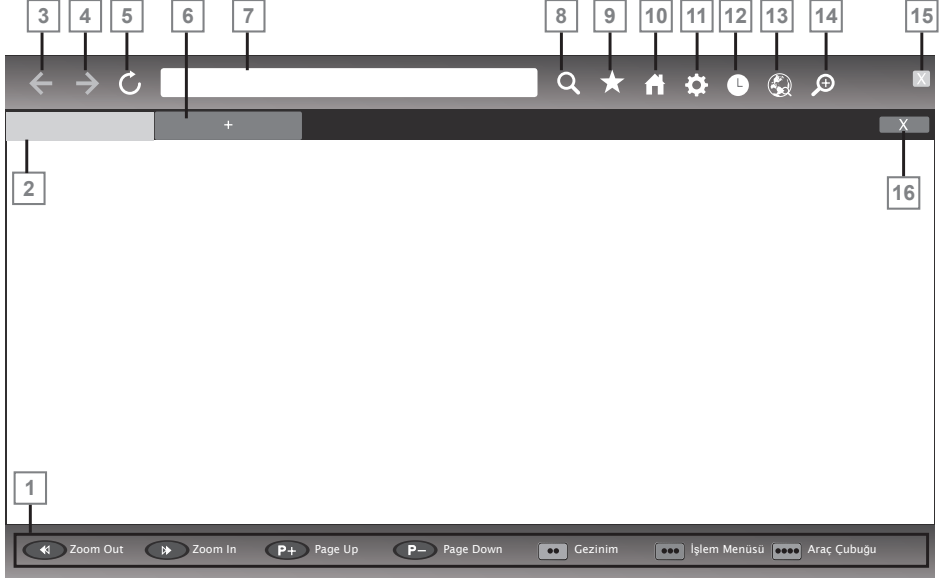 3 4 5 6 7 8 9 10 11 12 13 14 15
X
+ X
2 16
1
Zoom Out Zoom In P+ Page Up P− Page Down Gezinim İşlem Menüsü Araç Çubuğu